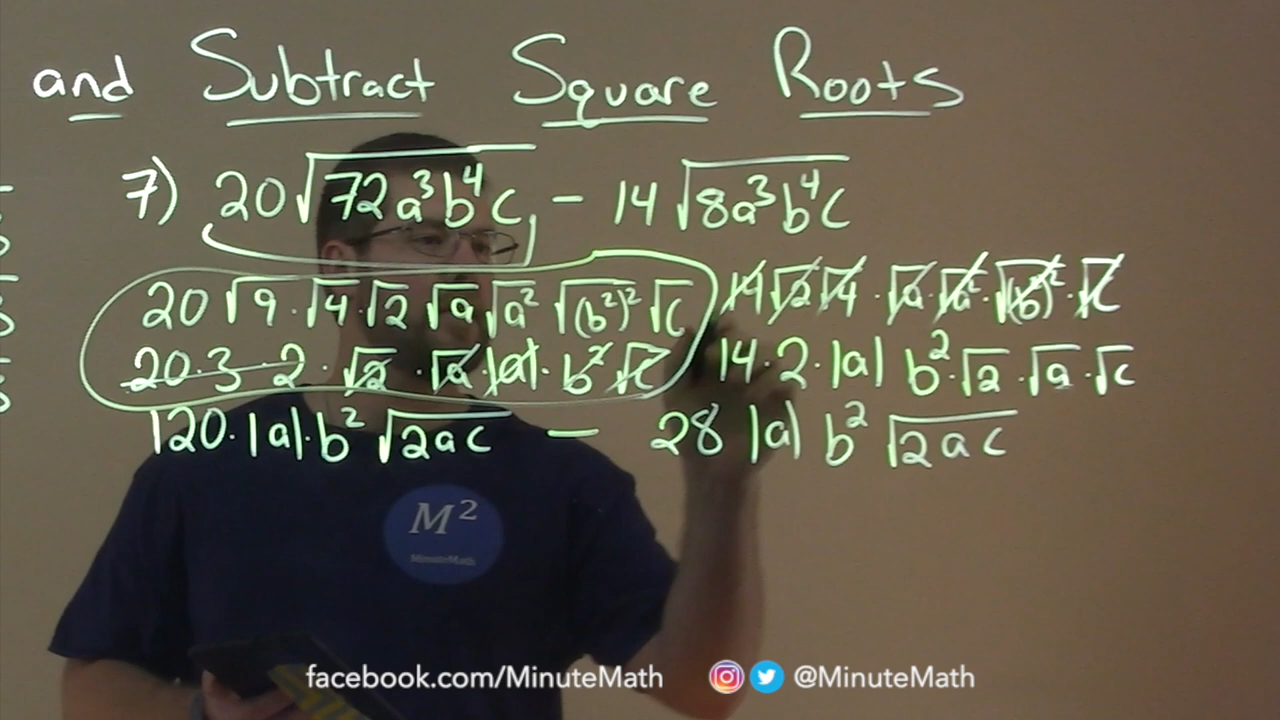 and Subtract Square Roots
7) 20√(72a³b⁴c) − 14√(8a³b⁴c)
20√9 · √4 √2 √a √a² √(b²)² √c
14√2√4 · √a · √a² · √(b²)² · √c
20 · 3 · 2 · √2 · √a |a| · b² √c
14 · 2 · |a| b² · √2 · √a · √c
120 · |a| · b² √(2ac) − 28 |a| b² √(2ac)
M²
MinuteMath
facebook.com/MinuteMath @MinuteMath